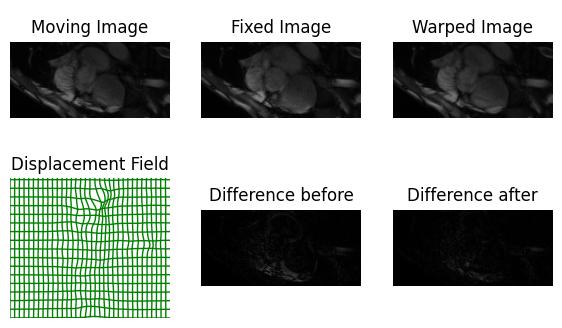 Moving Image
Fixed Image
Warped Image
Displacement Field
Difference before
Difference after